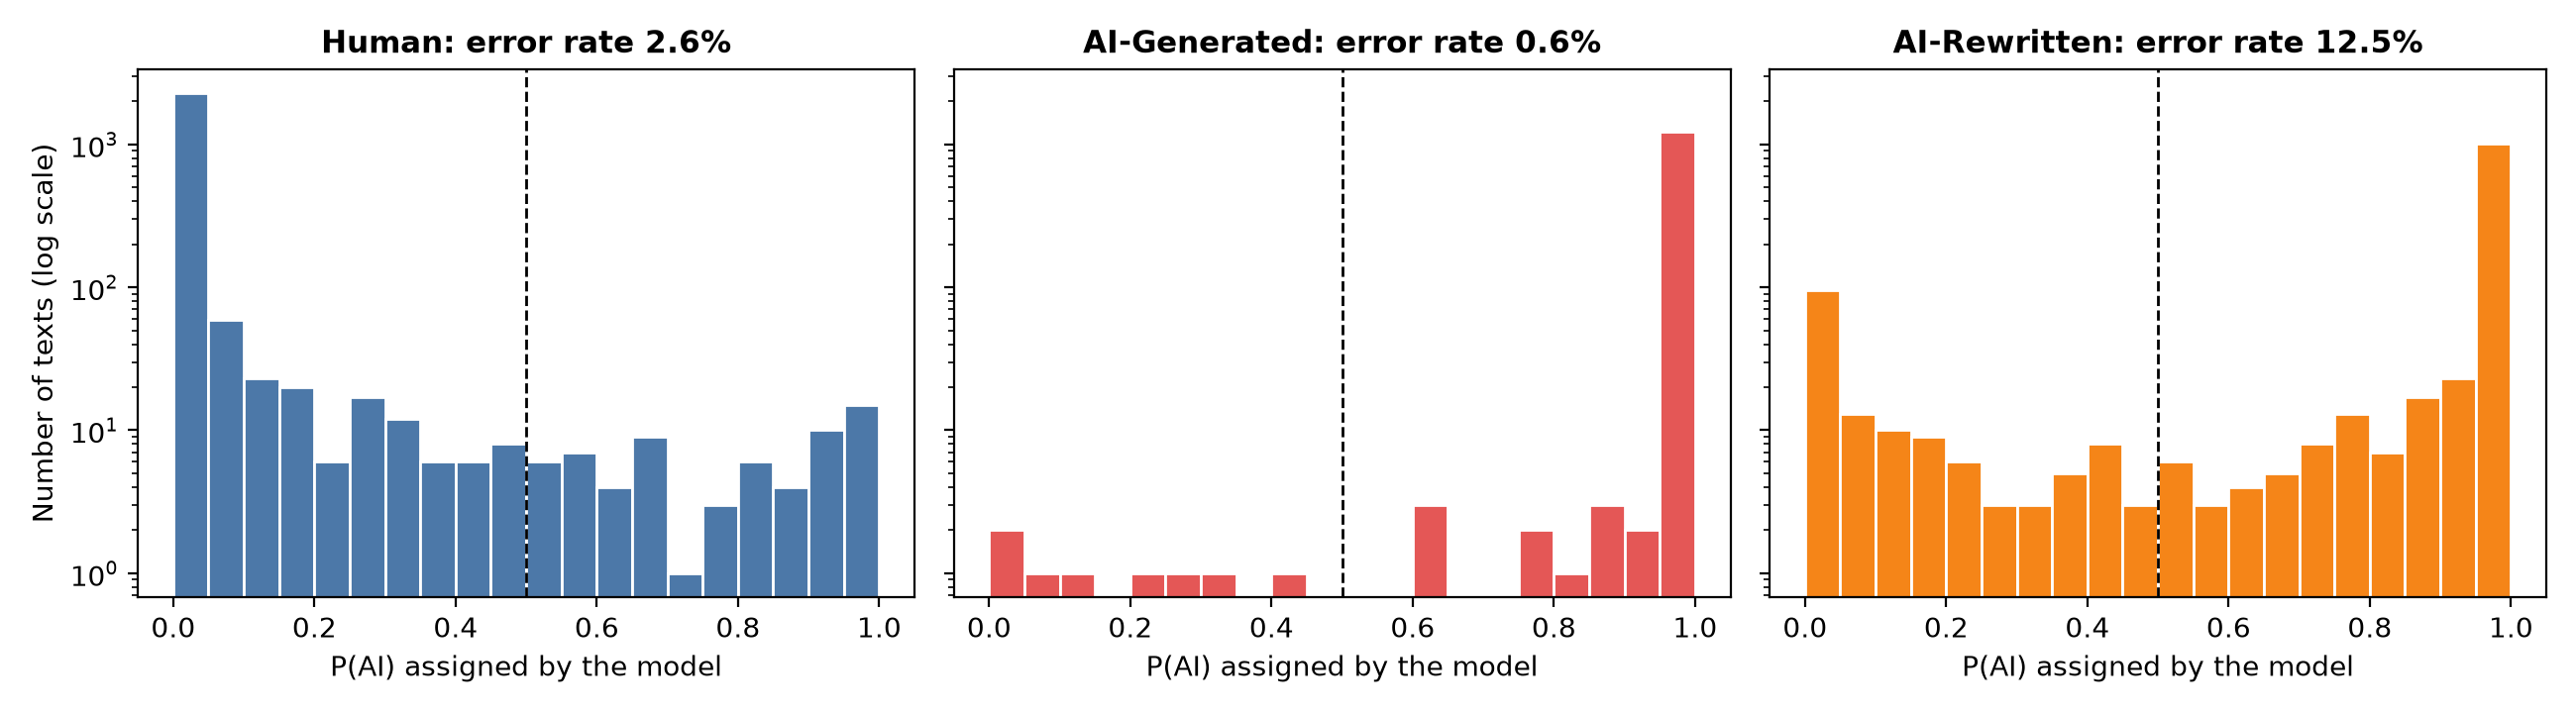 Human: error rate 2.6%
AI-Generated: error rate 0.6%
AI-Rewritten: error rate 12.5%
Number of texts (log scale)
10³
10²
10¹
10⁰
0.0 0.2 0.4 0.6 0.8 1.0
0.0 0.2 0.4 0.6 0.8 1.0
0.0 0.2 0.4 0.6 0.8 1.0
P(AI) assigned by the model
P(AI) assigned by the model
P(AI) assigned by the model